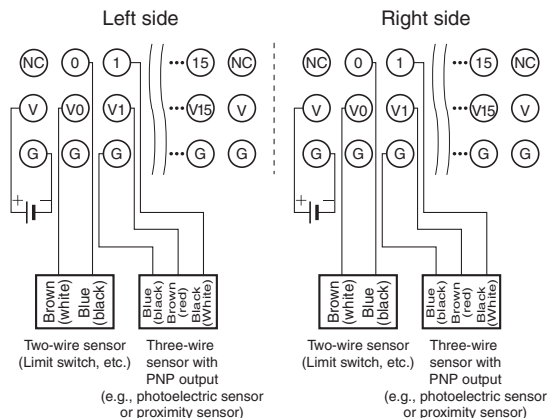 Left side Right side
NC 0 1 ••• 15 NC NC 0 1 ••• 15 NC
V V0 V1 V15 V V V0 V1 V15 V
G G G ••• G G G G G ••• G G
+ − + −
Brown (white) Blue (black) Blue (black) Brown (red) Black (White) Brown (white) Blue (black) Blue (black) Brown (red) Black (White)
Two-wire sensor Three-wire Two-wire sensor Three-wire
(Limit switch, etc.) sensor with (Limit switch, etc.) sensor with
PNP output PNP output
(e.g., photoelectric sensor (e.g., photoelectric sensor
or proximity sensor) or proximity sensor)